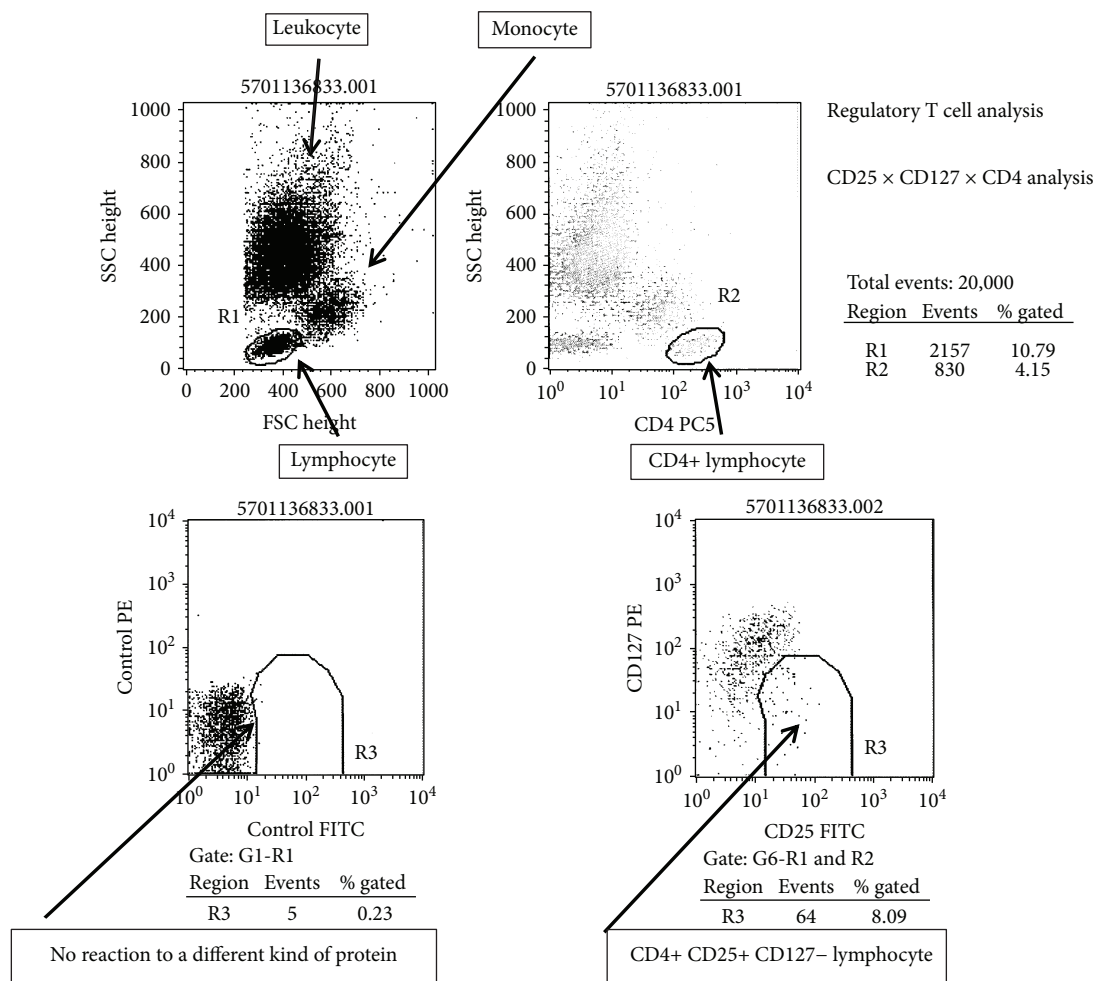 Leukocyte
Monocyte
5701136833.001
1000
800
600
400
200
0
SSC height
R1
0 200 400 600 800 1000
FSC height
Lymphocyte
5701136833.001
1000
800
600
400
200
0
SSC height
R2
10^0 10^1 10^2 10^3 10^4
CD4 PC5
CD4+ lymphocyte
Regulatory T cell analysis
CD25 × CD127 × CD4 analysis
Total events: 20,000
Region Events % gated
R1 2157 10.79
R2 830 4.15
5701136833.001
10^4
10^3
10^2
10^1
10^0
Control PE
R3
10^0 10^1 10^2 10^3 10^4
Control FITC
Gate: G1-R1
Region Events % gated
R3 5 0.23
No reaction to a different kind of protein
5701136833.002
10^4
10^3
10^2
10^1
10^0
CD127 PE
R3
10^0 10^1 10^2 10^3 10^4
CD25 FITC
Gate: G6-R1 and R2
Region Events % gated
R3 64 8.09
CD4+ CD25+ CD127− lymphocyte